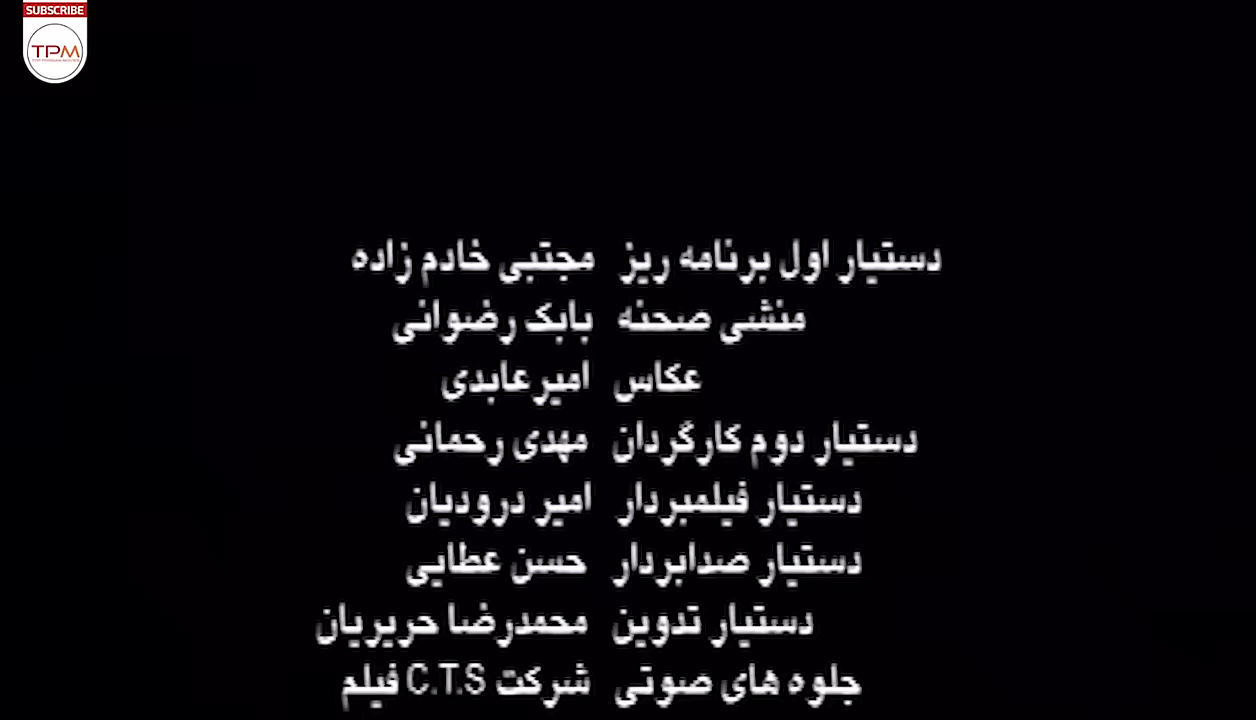 SUBSCRIBE
TPM
دستیار اول برنامه ریز مجتبی خادم زاده
منشی صحنه بابک رضوانی
عکاس امیرعابدی
دستیار دوم کارگردان مهدی رحمانی
دستیار فیلمبردار امیر درودیان
دستیار صدابردار حسن عطایی
دستیار تدوین محمدرضا حریریان
جلوه های صوتی شرکت C.T.S فیلم